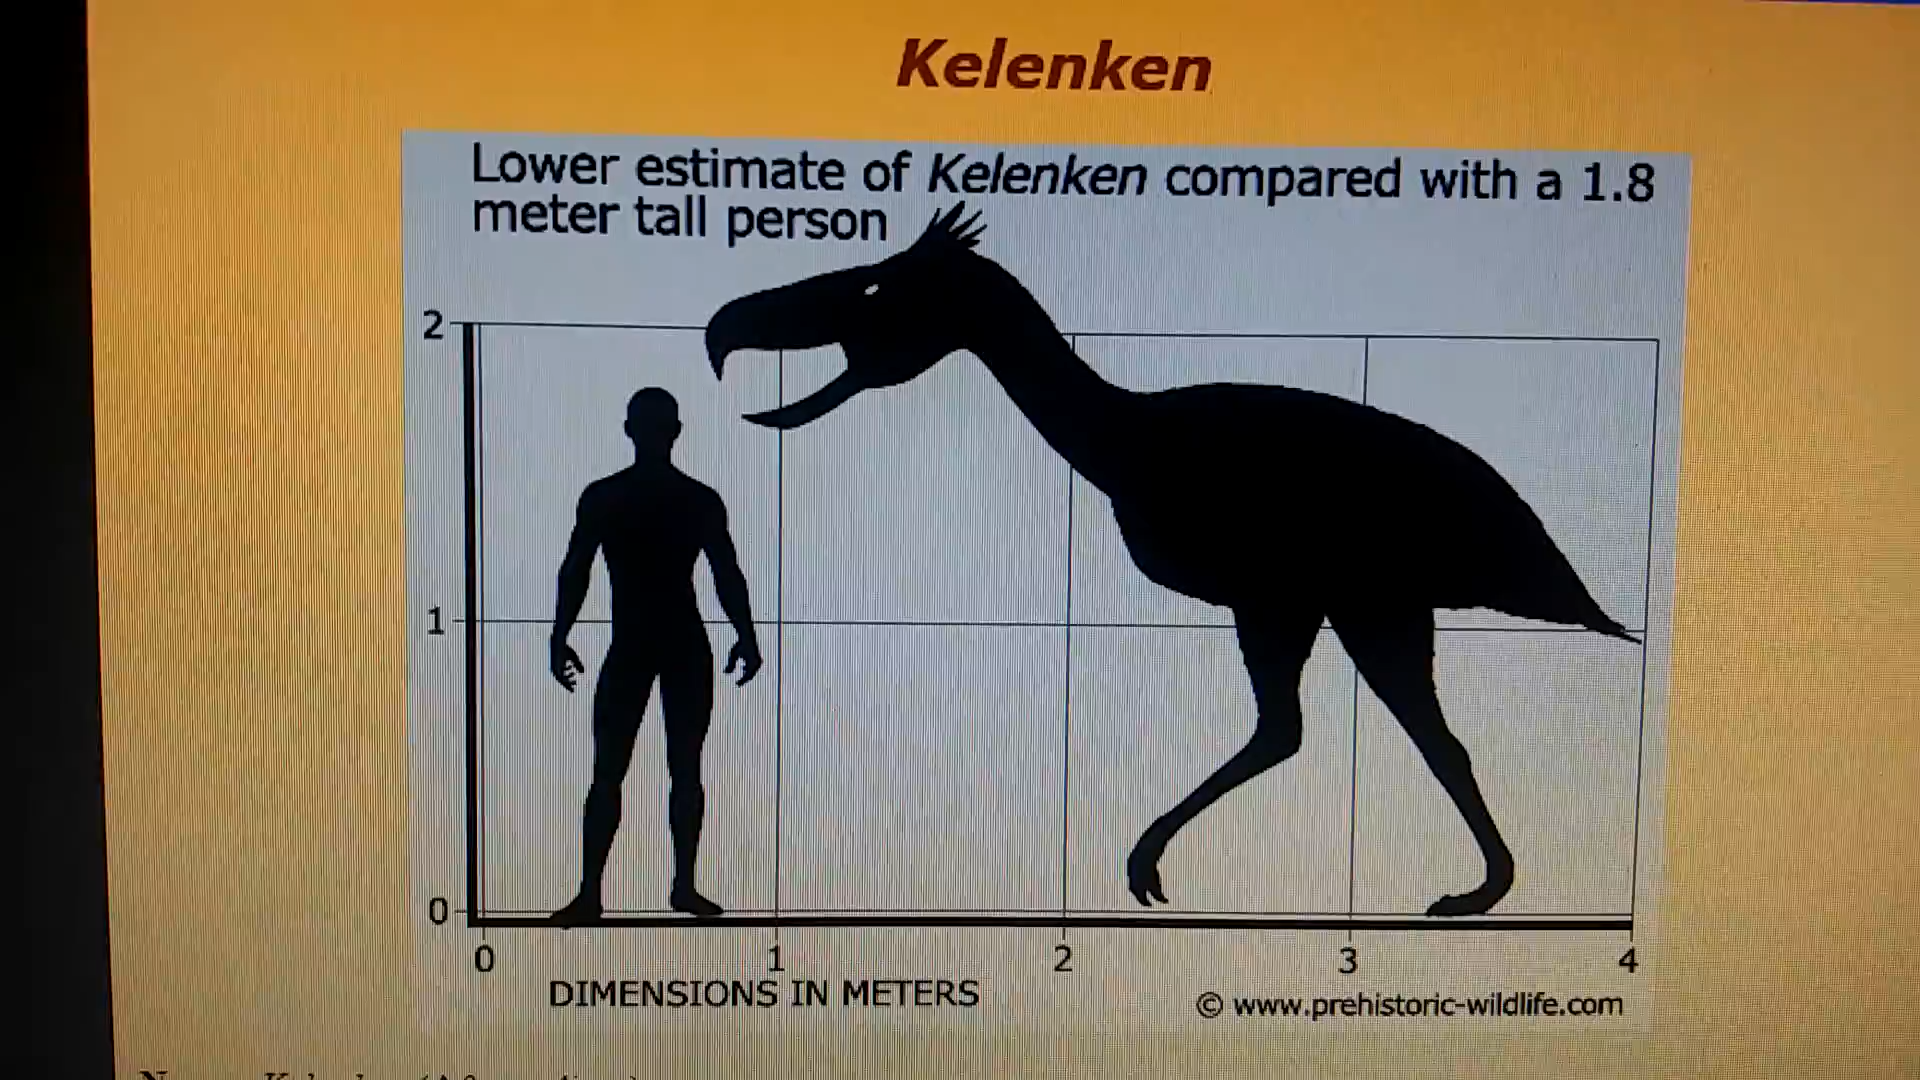 Kelenken
Lower estimate of Kelenken compared with a 1.8
meter tall person
2
1
0
0 1 2 3 4
DIMENSIONS IN METERS
© www.prehistoric-wildlife.com